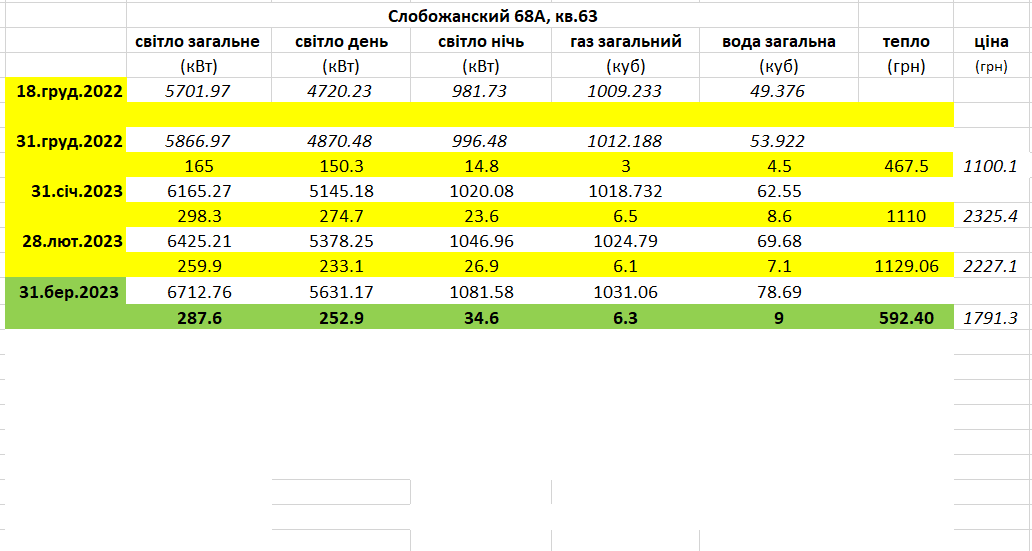 Слобожанский 68А, кв.63
світло загальне світло день світло нічь газ загальний вода загальна тепло ціна
(кВт) (кВт) (кВт) (куб) (куб) (грн) (грн)
18.груд.2022 5701.97 4720.23 981.73 1009.233 49.376
31.груд.2022 5866.97 4870.48 996.48 1012.188 53.922
165 150.3 14.8 3 4.5 467.5 1100.1
31.січ.2023 6165.27 5145.18 1020.08 1018.732 62.55
298.3 274.7 23.6 6.5 8.6 1110 2325.4
28.лют.2023 6425.21 5378.25 1046.96 1024.79 69.68
259.9 233.1 26.9 6.1 7.1 1129.06 2227.1
31.бер.2023 6712.76 5631.17 1081.58 1031.06 78.69
287.6 252.9 34.6 6.3 9 592.40 1791.3